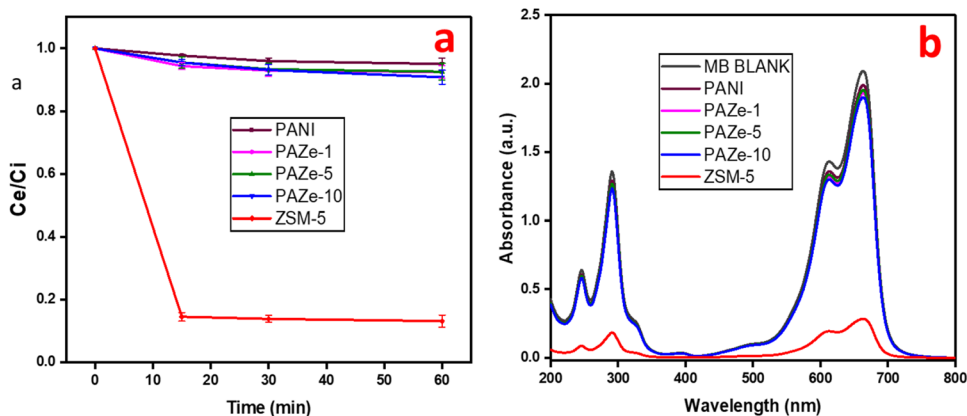 a
a
1.0
0.8
0.6
0.4
0.2
0.0
Ce/Ci
PANI
PAZe-1
PAZe-5
PAZe-10
ZSM-5
0 10 20 30 40 50 60
Time (min)
b
2.0
1.5
1.0
0.5
0.0
Absorbance (a.u.)
MB BLANK
PANI
PAZe-1
PAZe-5
PAZe-10
ZSM-5
200 300 400 500 600 700 800
Wavelength (nm)